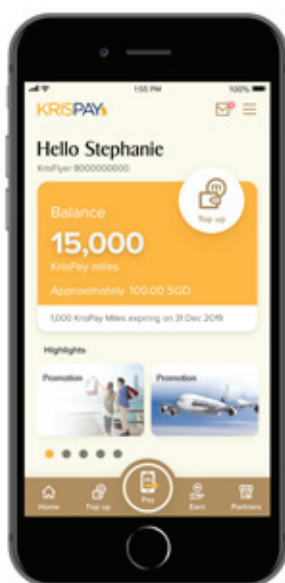 1:55 PM
100%
KRISPAY
Hello Stephanie
KrisFlyer 8000000000
Balance
15,000
KrisPay miles
Approximately 100.00 SGD
Top up
1,000 KrisPay Miles expiring on 31 Dec 2019
Highlights
Promotion
Promotion
Home
Top up
Pay
Earn
Partners